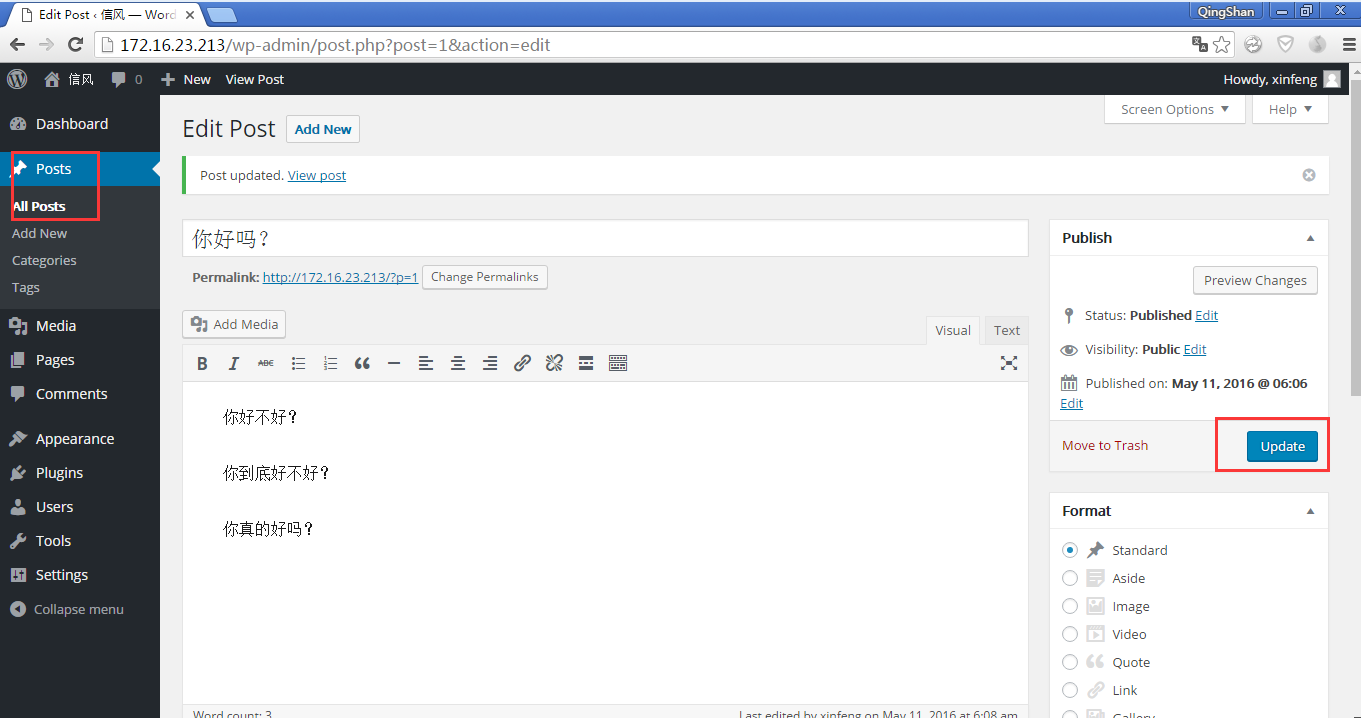 Edit Post ‹ 信风 — Word
QingShan
172.16.23.213/wp-admin/post.php?post=1&action=edit
信风 0 New View Post
Howdy, xinfeng
Screen Options Help
Dashboard
Posts
All Posts
Add New
Categories
Tags
Media
Pages
Comments
Appearance
Plugins
Users
Tools
Settings
Collapse menu
Edit Post Add New
Post updated. View post
你好吗？
Permalink: http://172.16.23.213/?p=1 Change Permalinks
Add Media
Visual Text
B I ABC
你好不好？
你到底好不好？
你真的好吗？
Word count: 3 Last edited by xinfeng on May 11, 2016 at 6:08 am
Publish
Preview Changes
Status: Published Edit
Visibility: Public Edit
Published on: May 11, 2016 @ 06:06
Edit
Move to Trash Update
Format
Standard
Aside
Image
Video
Quote
Link
Gallery